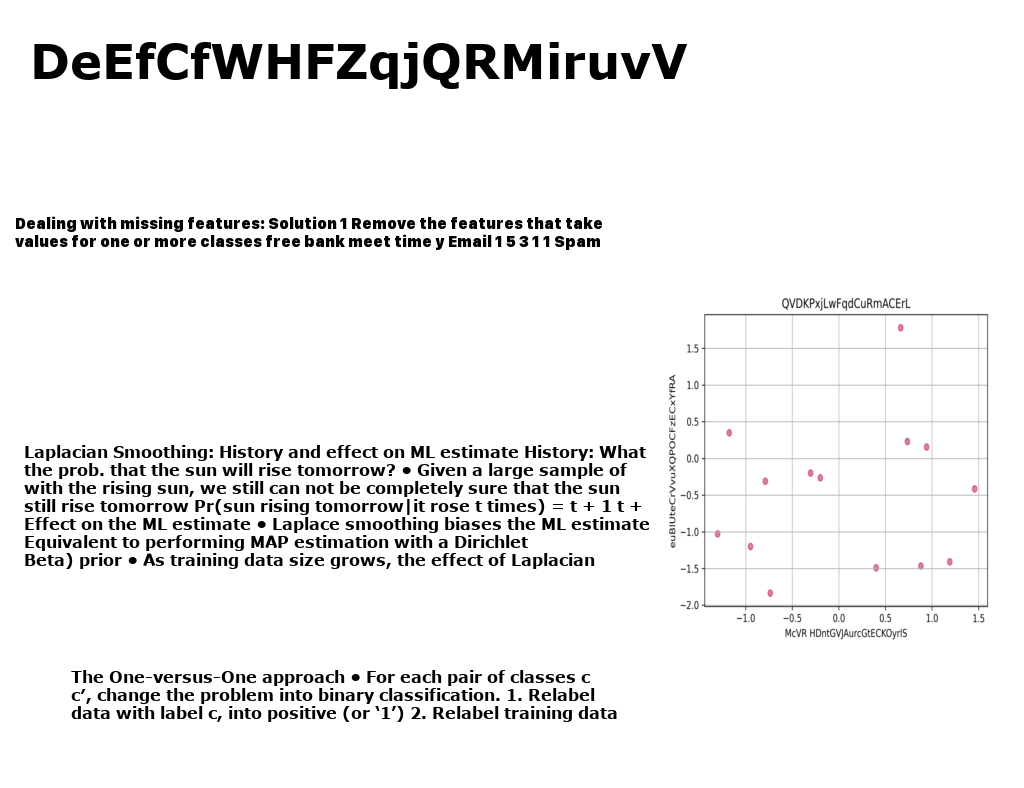 DeEfCfWHFZqjQRMiruvV
Dealing with missing features: Solution 1 Remove the features that take
values for one or more classes free bank meet time y Email 1 5 3 1 1 Spam
QVDKPxjLwFqdCuRmACErL
1.5
1.0
0.5
0.0
−0.5
−1.0
−1.5
−2.0
euBlUteCrVvuXQPOCFzECxYfRA
−1.0 −0.5 0.0 0.5 1.0 1.5
McVR HDntGVJAurcGtECKOyrlS
Laplacian Smoothing: History and effect on ML estimate History: What
the prob. that the sun will rise tomorrow? • Given a large sample of
with the rising sun, we still can not be completely sure that the sun
still rise tomorrow Pr(sun rising tomorrow|it rose t times) = t + 1 t +
Effect on the ML estimate • Laplace smoothing biases the ML estimate
Equivalent to performing MAP estimation with a Dirichlet
Beta) prior • As training data size grows, the effect of Laplacian
The One-versus-One approach • For each pair of classes c
c’, change the problem into binary classification. 1. Relabel
data with label c, into positive (or ‘1’) 2. Relabel training data